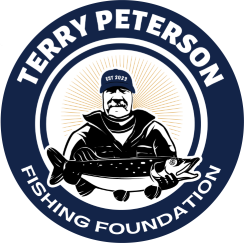 TERRY PETERSON
EST 2023
FISHING FOUNDATION